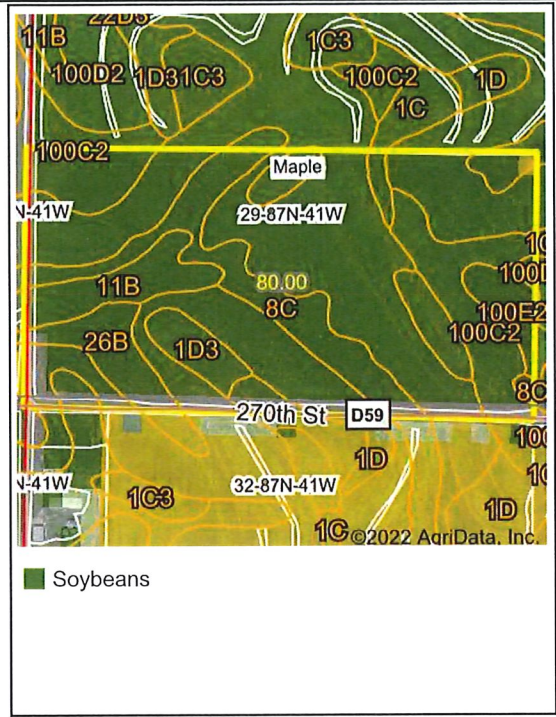 22D3
11B
1C3
100D2
1D3
1C3
100C2
1D
1C
100C2
Maple
N-41W
29-87N-41W
11B
80.00
8C
100E2
26B
1D3
100C2
8C
270th St
D59
1D
N-41W
1C3
32-87N-41W
1D
1C
©2022 AgriData, Inc.
Soybeans